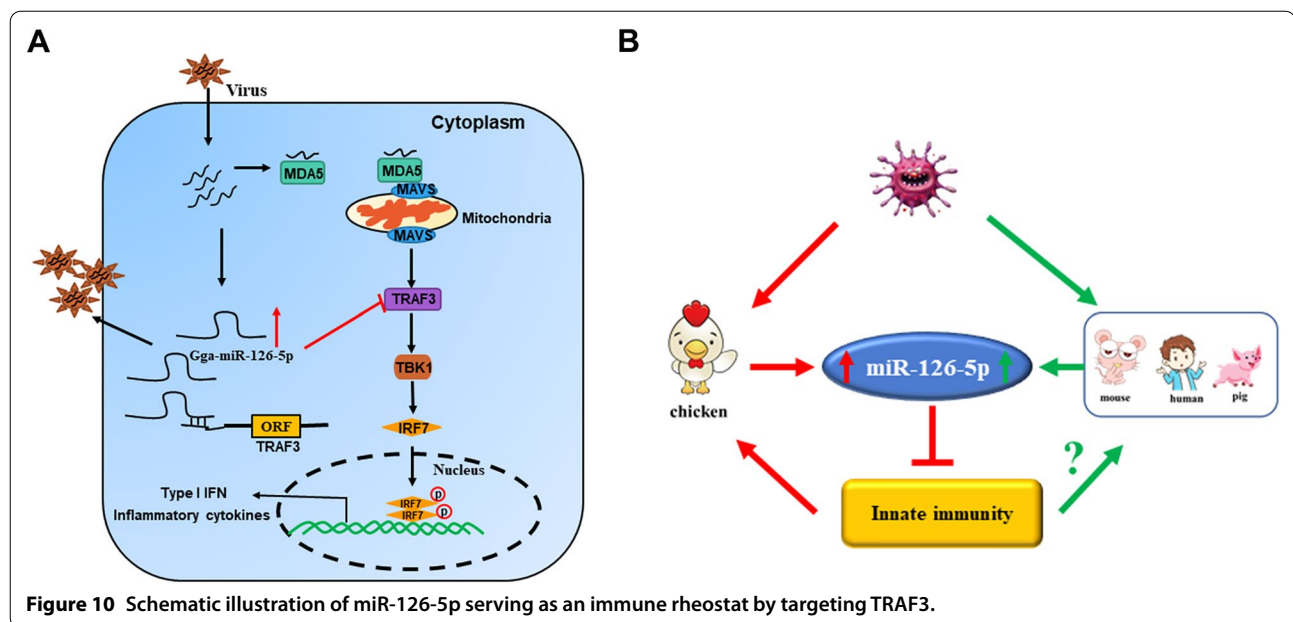 A
B
Virus
Cytoplasm
MDA5
MDA5
MAVS
Mitochondria
MAVS
TRAF3
Gga-miR-126-5p
TBK1
ORF
TRAF3
IRF7
Nucleus
Type I IFN
Inflammatory cytokines
IRF7 p
IRF7 p
chicken
miR-126-5p
mouse
human
pig
?
Innate immunity
Figure 10 Schematic illustration of miR-126-5p serving as an immune rheostat by targeting TRAF3.